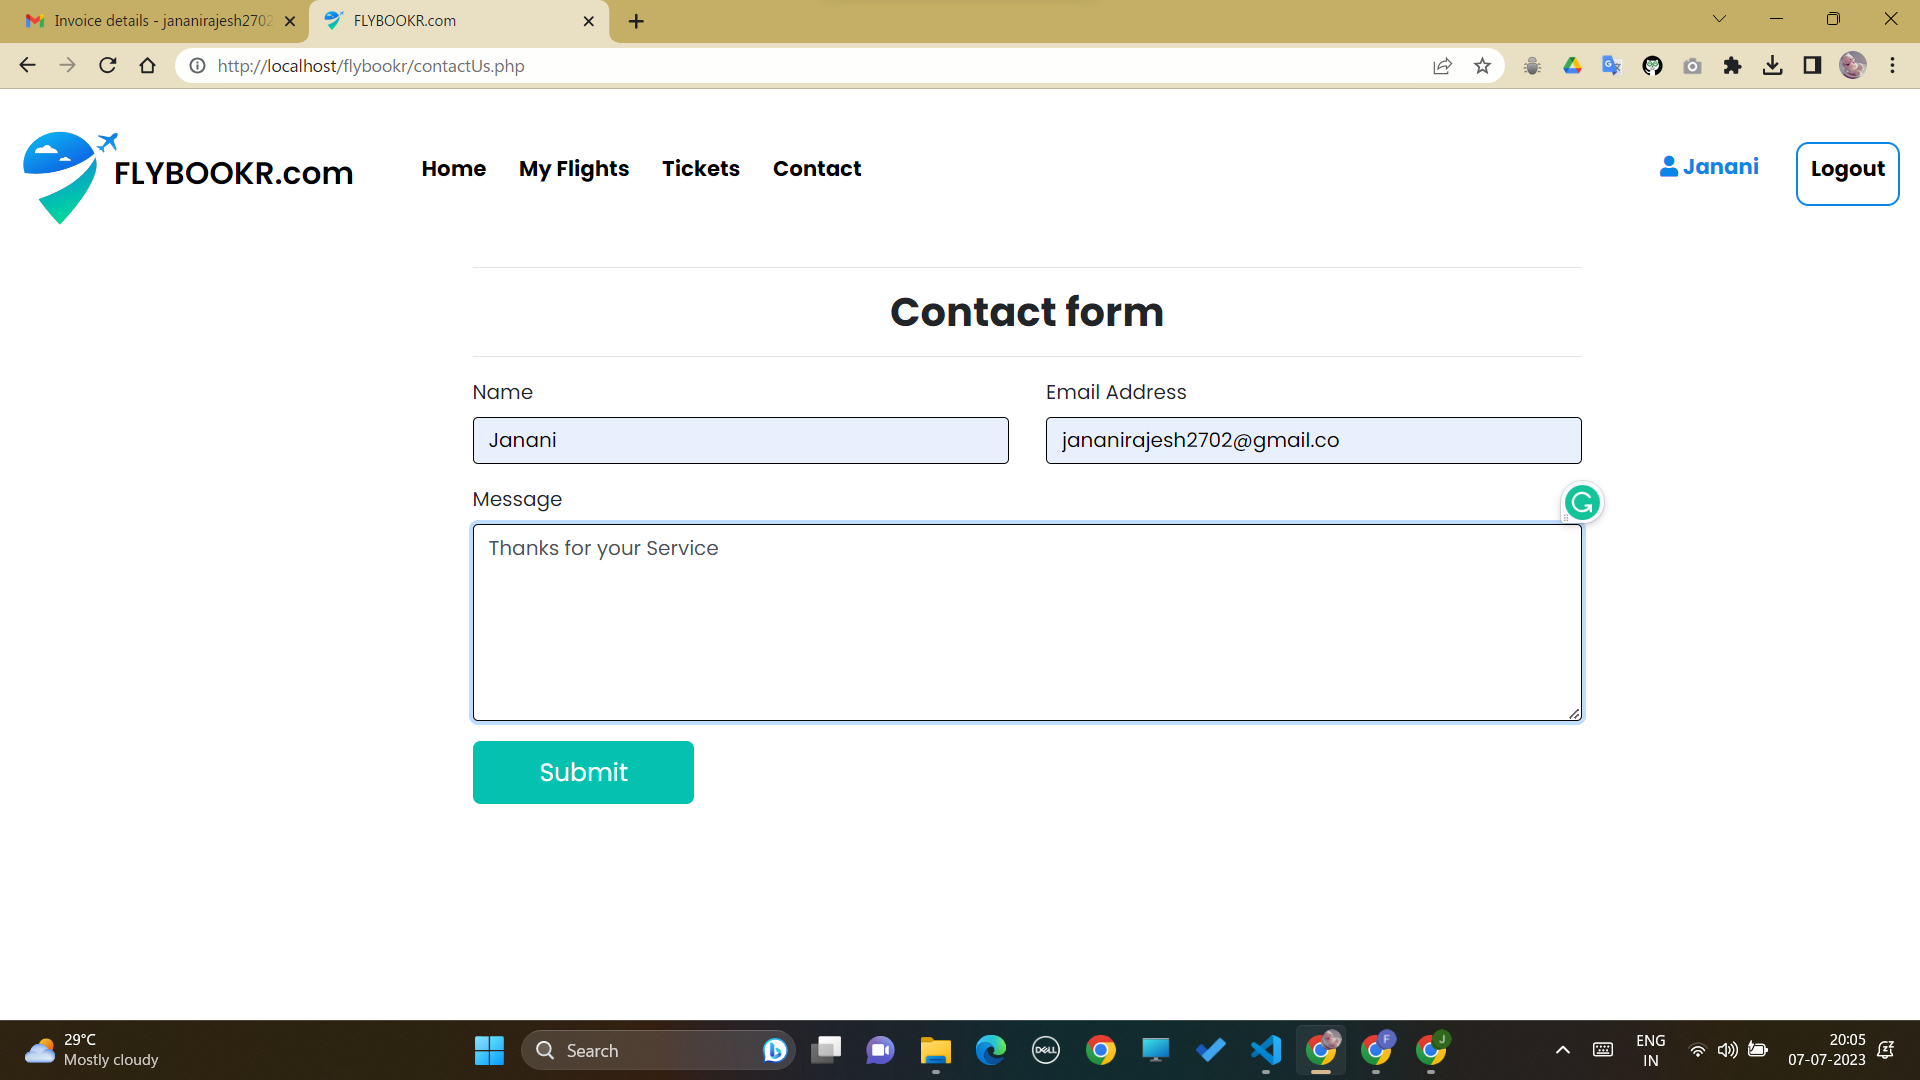 Invoice details - jananirajesh2702
FLYBOOKR.com
http://localhost/flybookr/contactUs.php
FLYBOOKR.com
Home
My Flights
Tickets
Contact
Janani
Logout
Contact form
Name
Email Address
Janani
jananirajesh2702@gmail.co
Message
Thanks for your Service
Submit
29°C
Mostly cloudy
Search
DELL
F
J
ENG
IN
20:05
07-07-2023